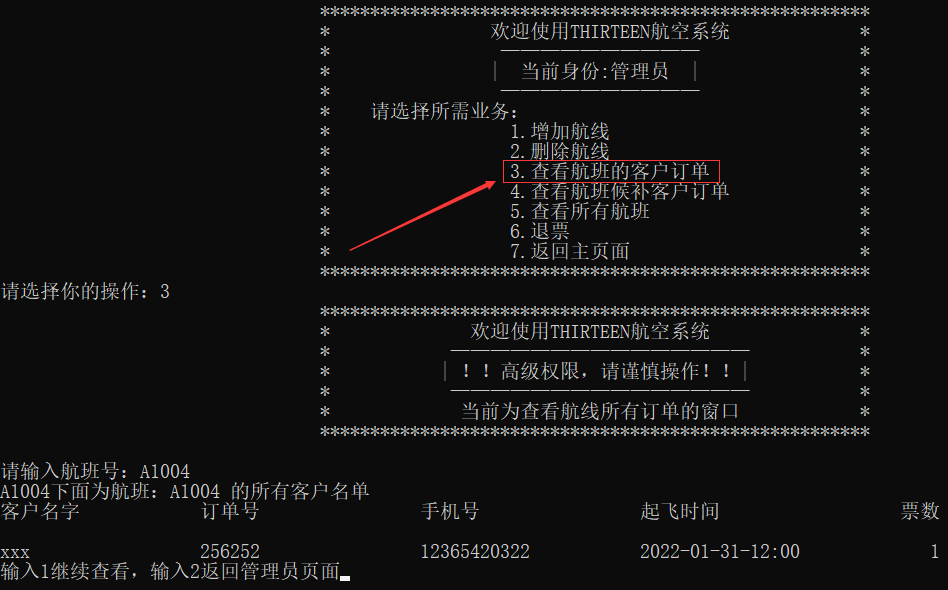 *******************************************************
* 欢迎使用THIRTEEN航空系统 *
* ———————————— *
* | 当前身份:管理员 | *
* ———————————— *
* 请选择所需业务: *
* 1.增加航线 *
* 2.删除航线 *
* 3.查看航班的客户订单 *
* 4.查看航班候补客户订单 *
* 5.查看所有航班 *
* 6.退票 *
* 7.返回主页面 *
*******************************************************
请选择你的操作：3
*******************************************************
* 欢迎使用THIRTEEN航空系统 *
* ——————————————— *
* | ！！高级权限，请谨慎操作！！| *
* ——————————————— *
* 当前为查看航线所有订单的窗口 *
*******************************************************
请输入航班号：A1004
A1004下面为航班：A1004 的所有客户名单
客户名字 订单号 手机号 起飞时间 票数
xxx 256252 12365420322 2022-01-31-12:00 1
输入1继续查看，输入2返回管理员页面